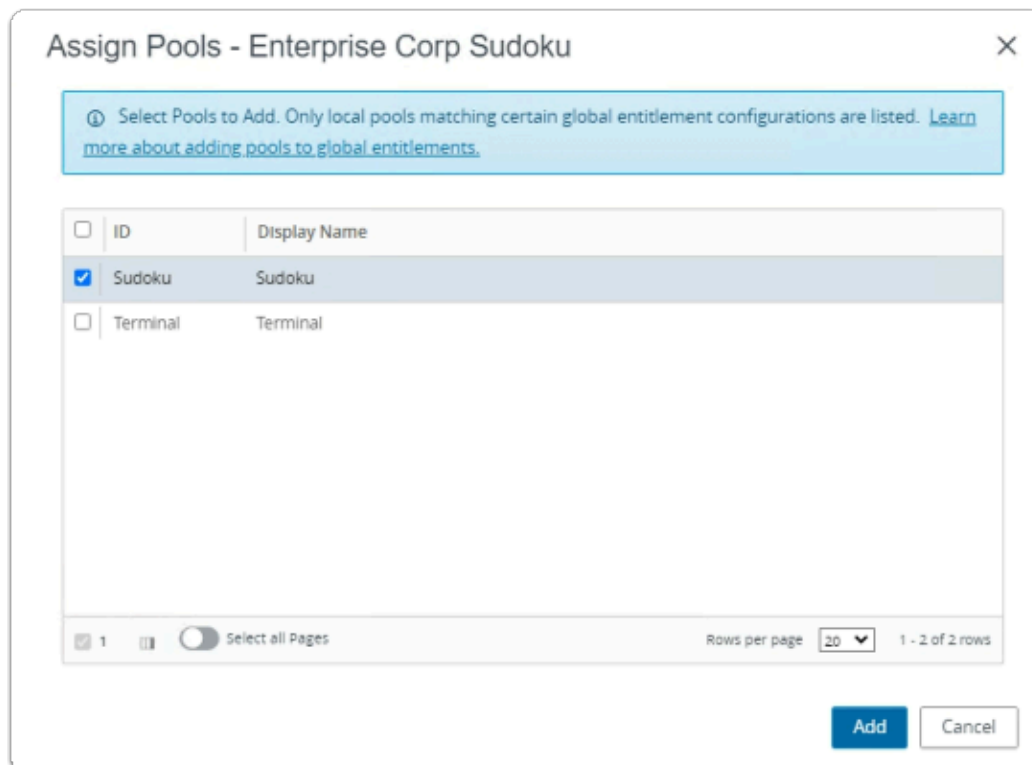 Assign Pools - Enterprise Corp Sudoku
Select Pools to Add. Only local pools matching certain global entitlement configurations are listed. Learn
more about adding pools to global entitlements.
ID Display Name
Sudoku Sudoku
Terminal Terminal
1 Select all Pages Rows per page 20 1 - 2 of 2 rows
Add Cancel